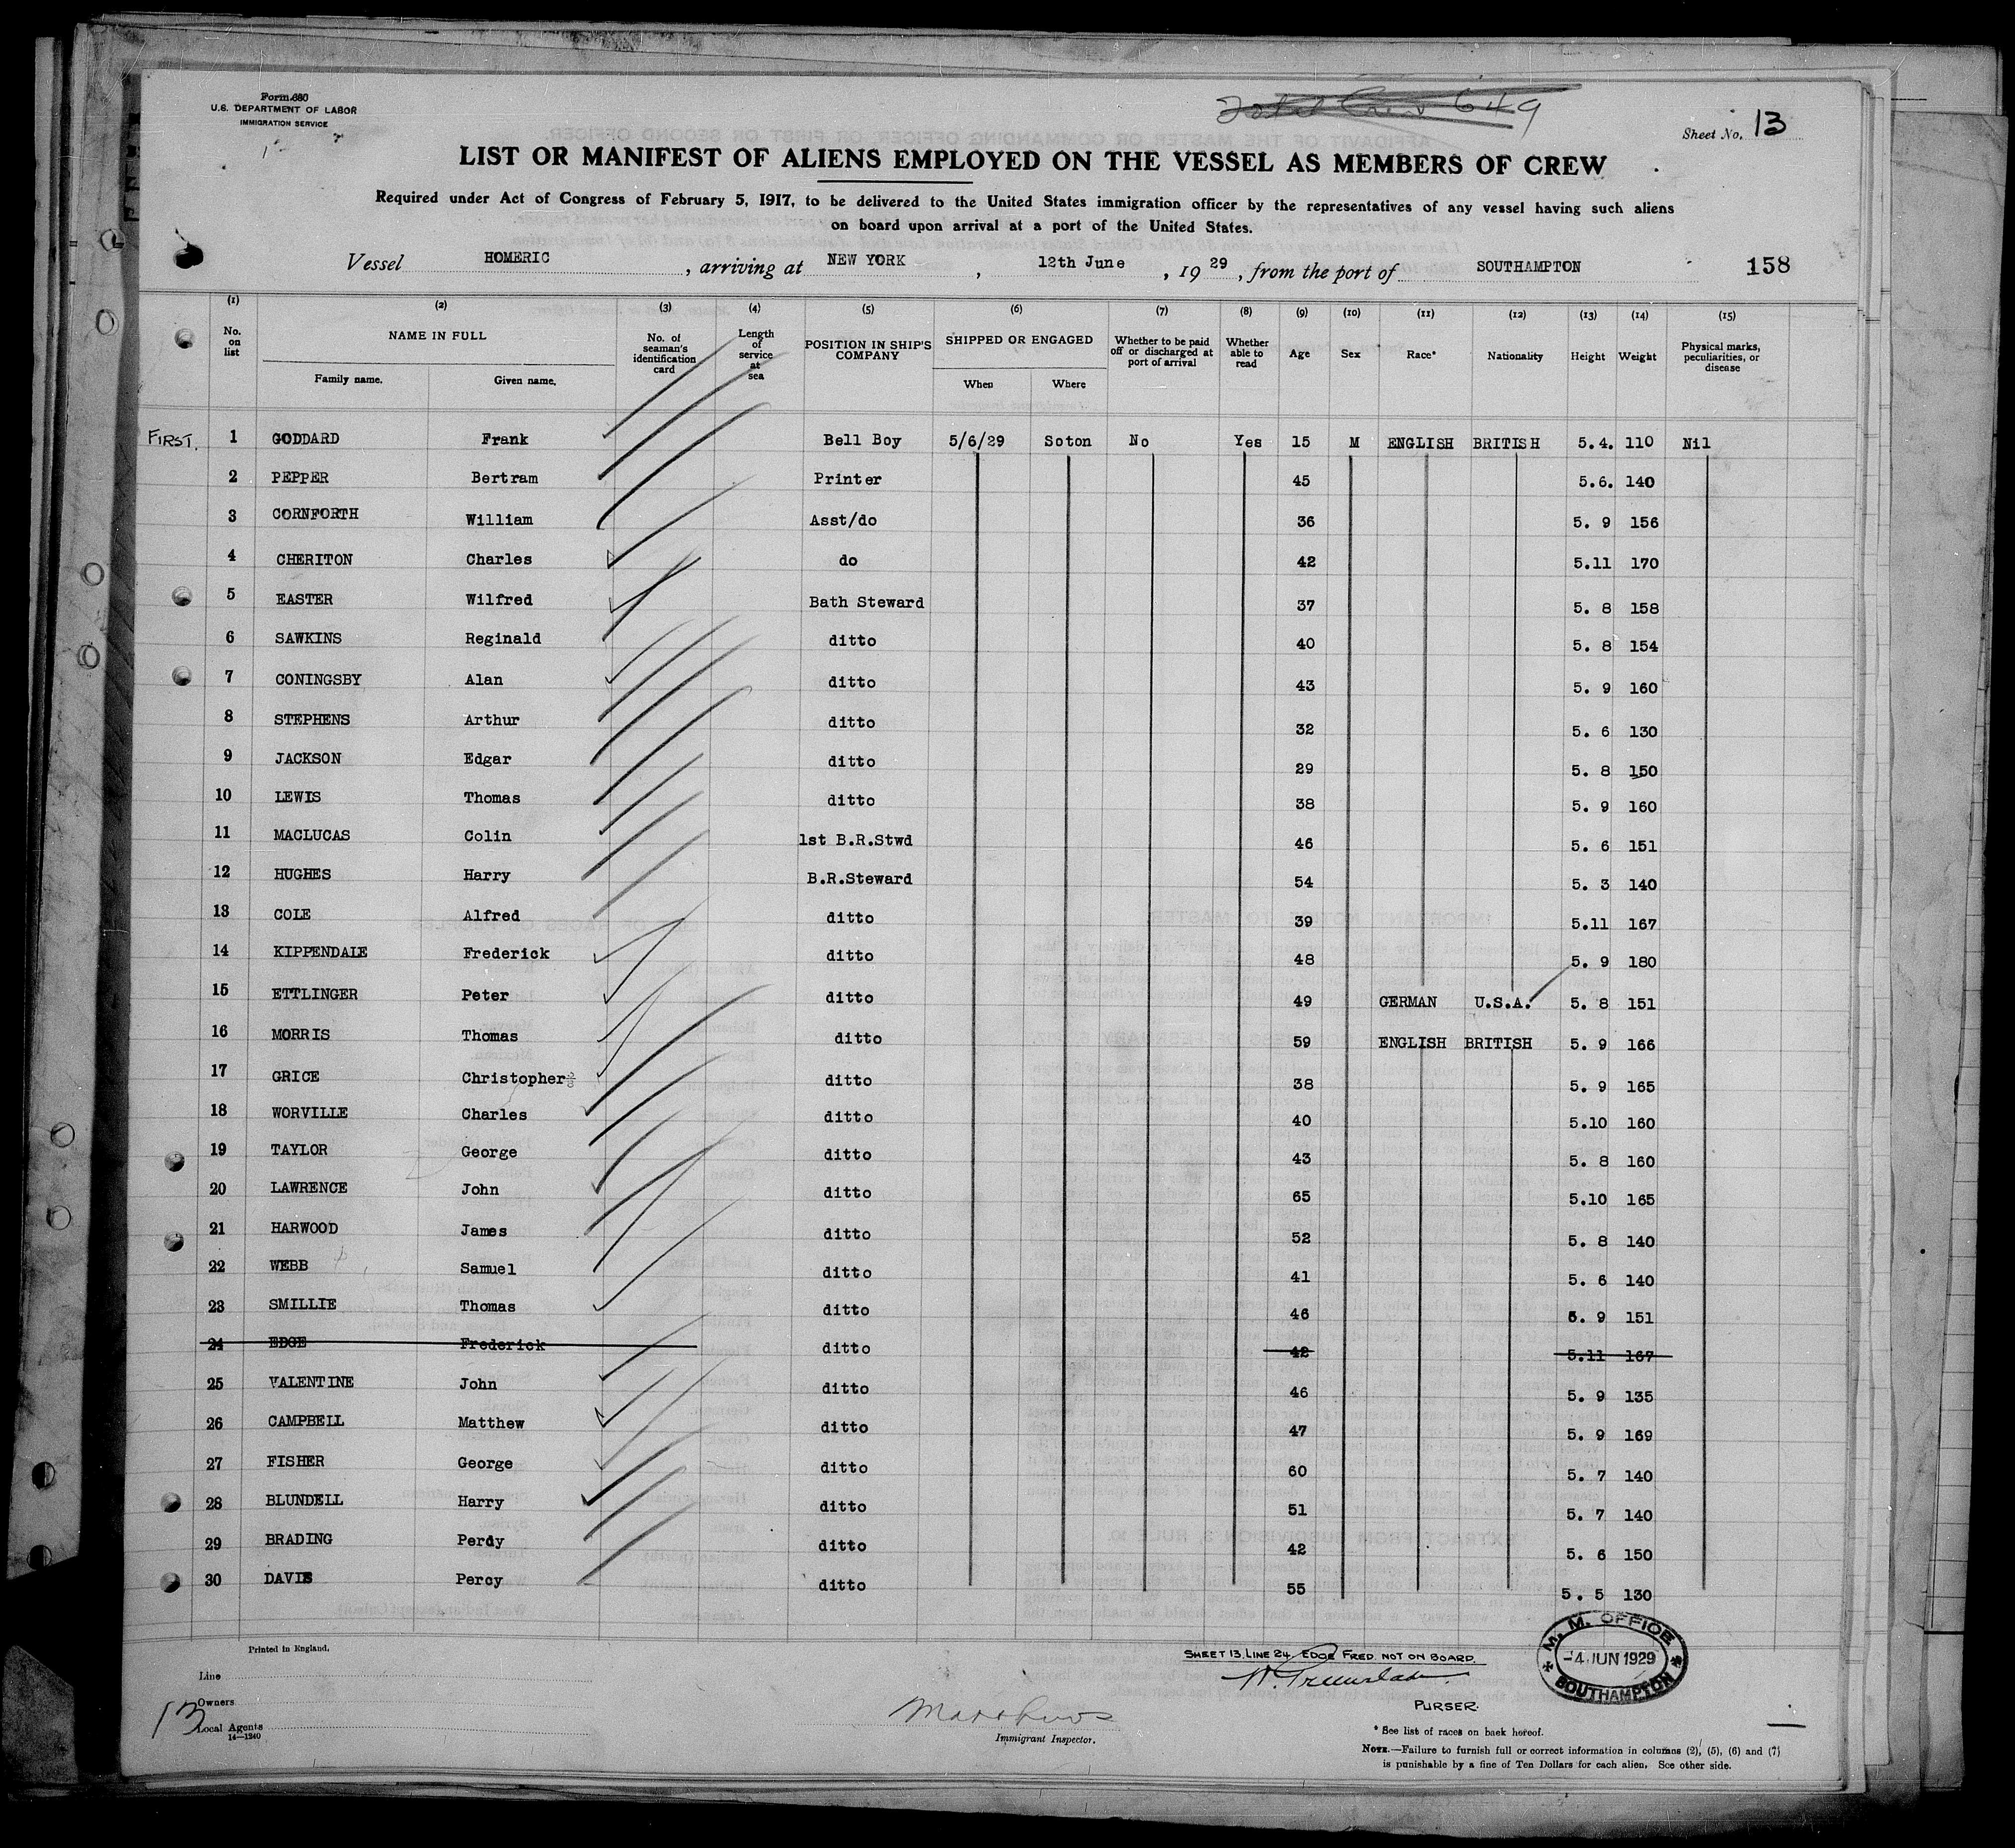 Form 680
U.S. DEPARTMENT OF LABOR
IMMIGRATION SERVICE
Total Crew 649
Sheet No. 13
LIST OR MANIFEST OF ALIENS EMPLOYED ON THE VESSEL AS MEMBERS OF CREW
Required under Act of Congress of February 5, 1917, to be delivered to the United States immigration officer by the representatives of any vessel having such aliens
on board upon arrival at a port of the United States.
Vessel HOMERIC, arriving at NEW YORK, 12th June, 1929, from the port of SOUTHAMPTON 158
(1) (2) (3) (4) (5) (6) (7) (8) (9) (10) (11) (12) (13) (14) (15)
No. on list NAME IN FULL Family name. Given name. No. of seaman's identification card Length of service at sea POSITION IN SHIP'S COMPANY SHIPPED OR ENGAGED When Where Whether to be paid off or discharged at port of arrival Whether able to read Age Sex Race* Nationality Height Weight Physical marks, peculiarities, or disease
FIRST. 1 GODDARD Frank Bell Boy 5/6/29 Soton No Yes 15 M ENGLISH BRITISH 5.4. 110 Nil
2 PEPPER Bertram Printer 45 5.6. 140
3 CORNFORTH William Asst/do 36 5. 9 156
4 CHERITON Charles do 42 5.11 170
5 EASTER Wilfred Bath Steward 37 5. 8 158
6 SAWKINS Reginald ditto 40 5. 8 154
7 CONINGSBY Alan ditto 43 5. 9 160
8 STEPHENS Arthur ditto 32 5. 6 130
9 JACKSON Edgar ditto 29 5. 8 150
10 LEWIS Thomas ditto 38 5. 9 160
11 MACLUCAS Colin 1st B.R.Stwd 46 5. 6 151
12 HUGHES Harry B.R.Steward 54 5. 3 140
13 COLE Alfred ditto 39 5.11 167
14 KIPPENDALE Frederick ditto 48 5. 9 180
15 ETTLINGER Peter ditto 49 GERMAN U.S.A. 5. 8 151
16 MORRIS Thomas ditto 59 ENGLISH BRITISH 5. 9 166
17 GRICE Christopher ditto 38 5. 9 165
18 WORVILLE Charles ditto 40 5.10 160
19 TAYLOR George ditto 43 5. 8 160
20 LAWRENCE John ditto 65 5.10 165
21 HARWOOD James ditto 52 5. 8 140
22 WEBB Samuel ditto 41 5. 6 140
23 SMILLIE Thomas ditto 46 5. 9 151
24 EDGE Frederick ditto 42 5.11 167
25 VALENTINE John ditto 46 5. 9 135
26 CAMPBELL Matthew ditto 47 5. 9 169
27 FISHER George ditto 60 5. 7 140
28 BLUNDELL Harry ditto 51 5. 7 140
29 BRADING Perdy ditto 42 5. 6 150
30 DAVIS Percy ditto 55 5. 5 130
Printed in England.
SHEET 13, LINE 24. EDGE FRED. NOT ON BOARD.
PURSER.
M. M. OFFICE
-4 JUN 1929
SOUTHAMPTON
Line
Owners
13 Local Agents
14—1240
Matthews
Immigrant Inspector.
* See list of races on back hereof.
NOTE.—Failure to furnish full or correct information in columns (2), (5), (6) and (7)
is punishable by a fine of Ten Dollars for each alien. See other side.